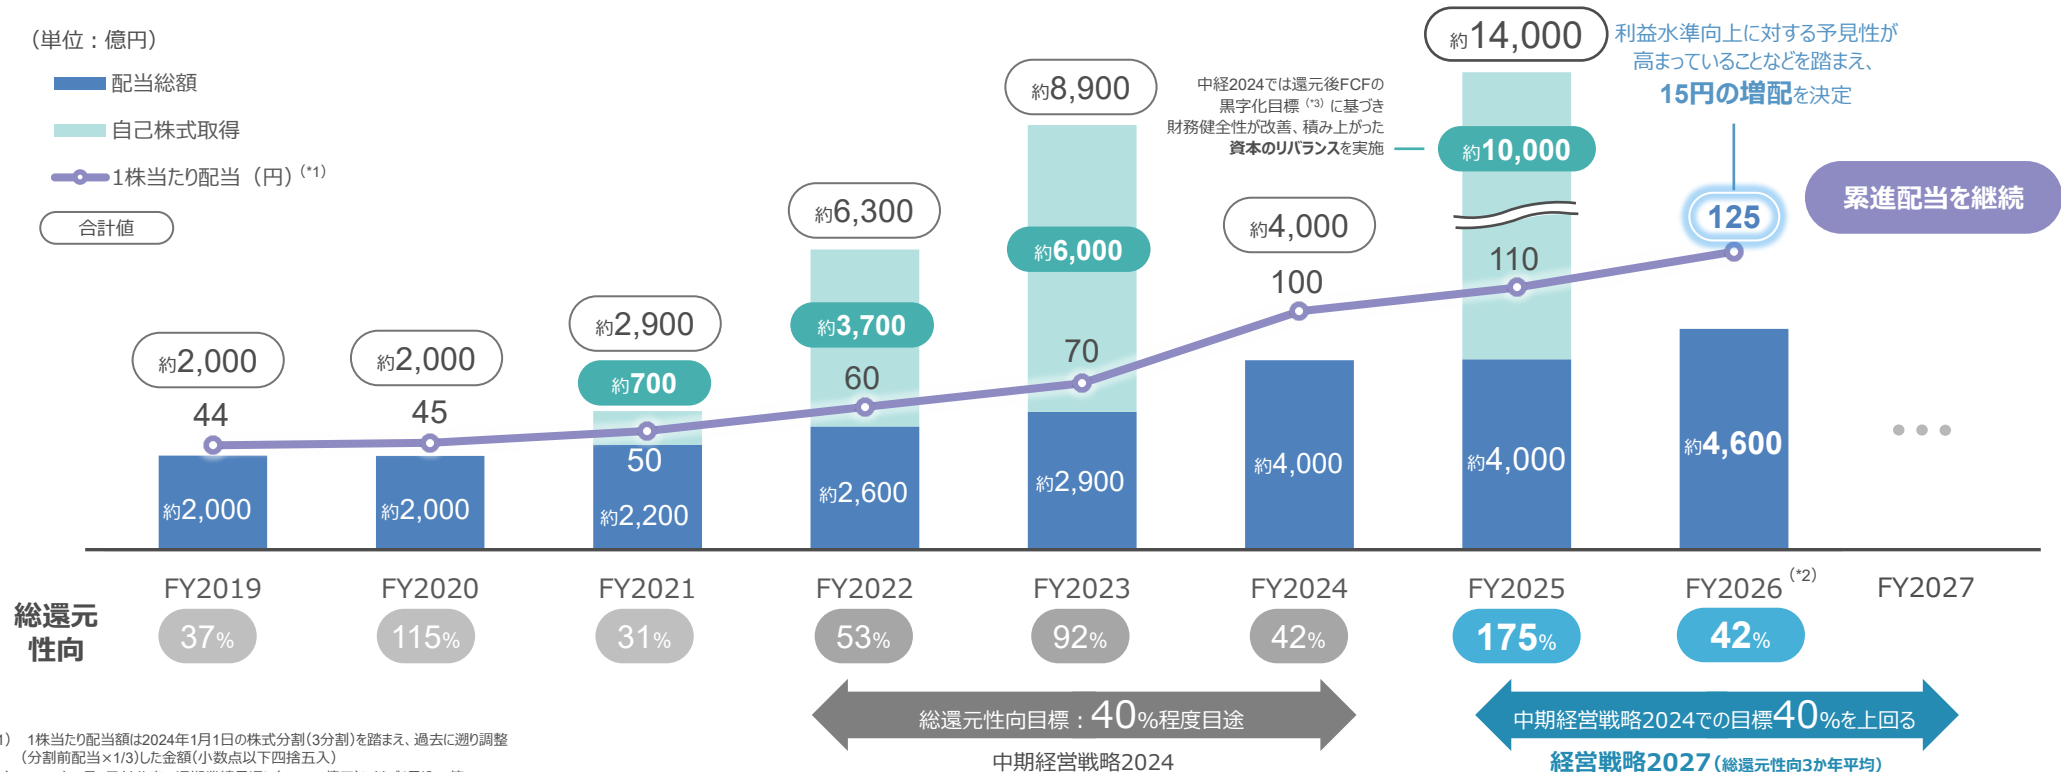 （単位：億円）
配当総額
自己株式取得
1株当たり配当（円）(*1)
合計値
約2,000
44
約2,000
約2,000
45
約2,000
約2,900
約700
50
約2,200
約6,300
約3,700
60
約2,600
約8,900
約6,000
70
約2,900
約4,000
100
約4,000
中経2024では還元後FCFの
黒字化目標(*3)に基づき
財務健全性が改善、積み上がった
資本のリバランスを実施
約14,000
約10,000
110
約4,000
利益水準向上に対する予見性が
高まっていることなどを踏まえ、
15円の増配を決定
125
約4,600
累進配当を継続
FY2019
FY2020
FY2021
FY2022
FY2023
FY2024
FY2025
FY2026(*2)
FY2027
総還元
性向
37%
115%
31%
53%
92%
42%
175%
42%
総還元性向目標：40%程度目途
中期経営戦略2024
中期経営戦略2024での目標40%を上回る
経営戦略2027（総還元性向3か年平均）
1) 1株当たり配当額は2024年1月1日の株式分割(3分割)を踏まえ、過去に遡り調整
(分割前配当×1/3)した金額(小数点以下四捨五入)